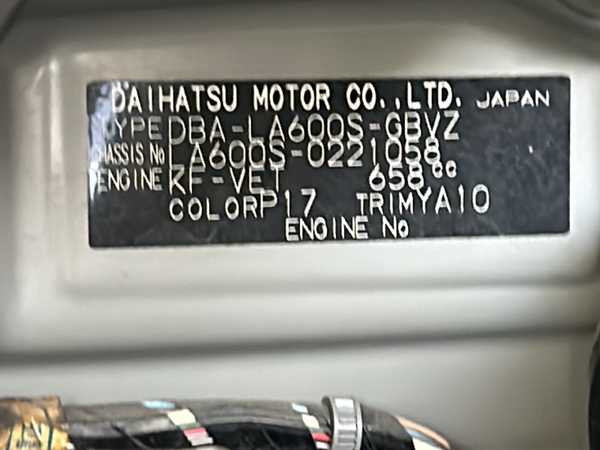 DAIHATSU MOTOR CO.,LTD. JAPAN
TYPE DBA-LA600S-GBVZ
CHASSIS No LA600S-0221058
ENGINE KF-VET 658cc
COLOR P17 TRIM YA10
ENGINE No